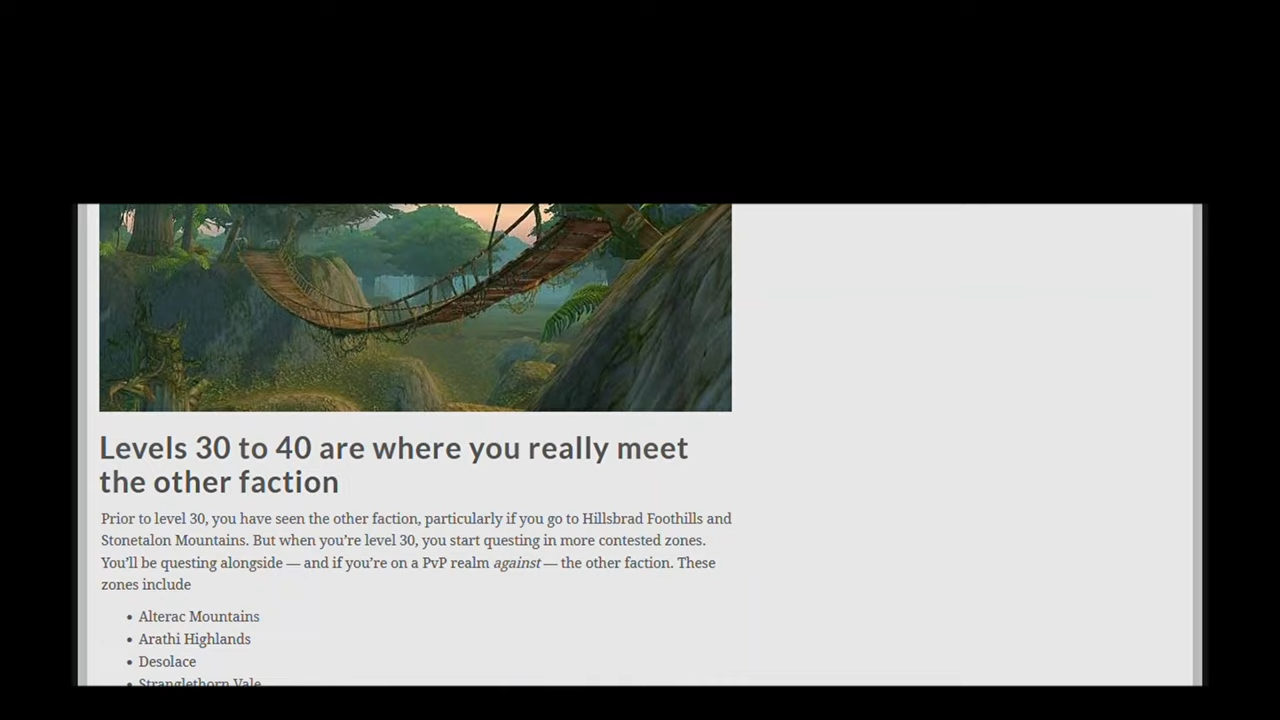 Levels 30 to 40 are where you really meet
the other faction
Prior to level 30, you have seen the other faction, particularly if you go to Hillsbrad Foothills and
Stonetalon Mountains. But when you’re level 30, you start questing in more contested zones.
You’ll be questing alongside — and if you’re on a PvP realm against — the other faction. These
zones include
• Alterac Mountains
• Arathi Highlands
• Desolace
• Stranglethorn Vale